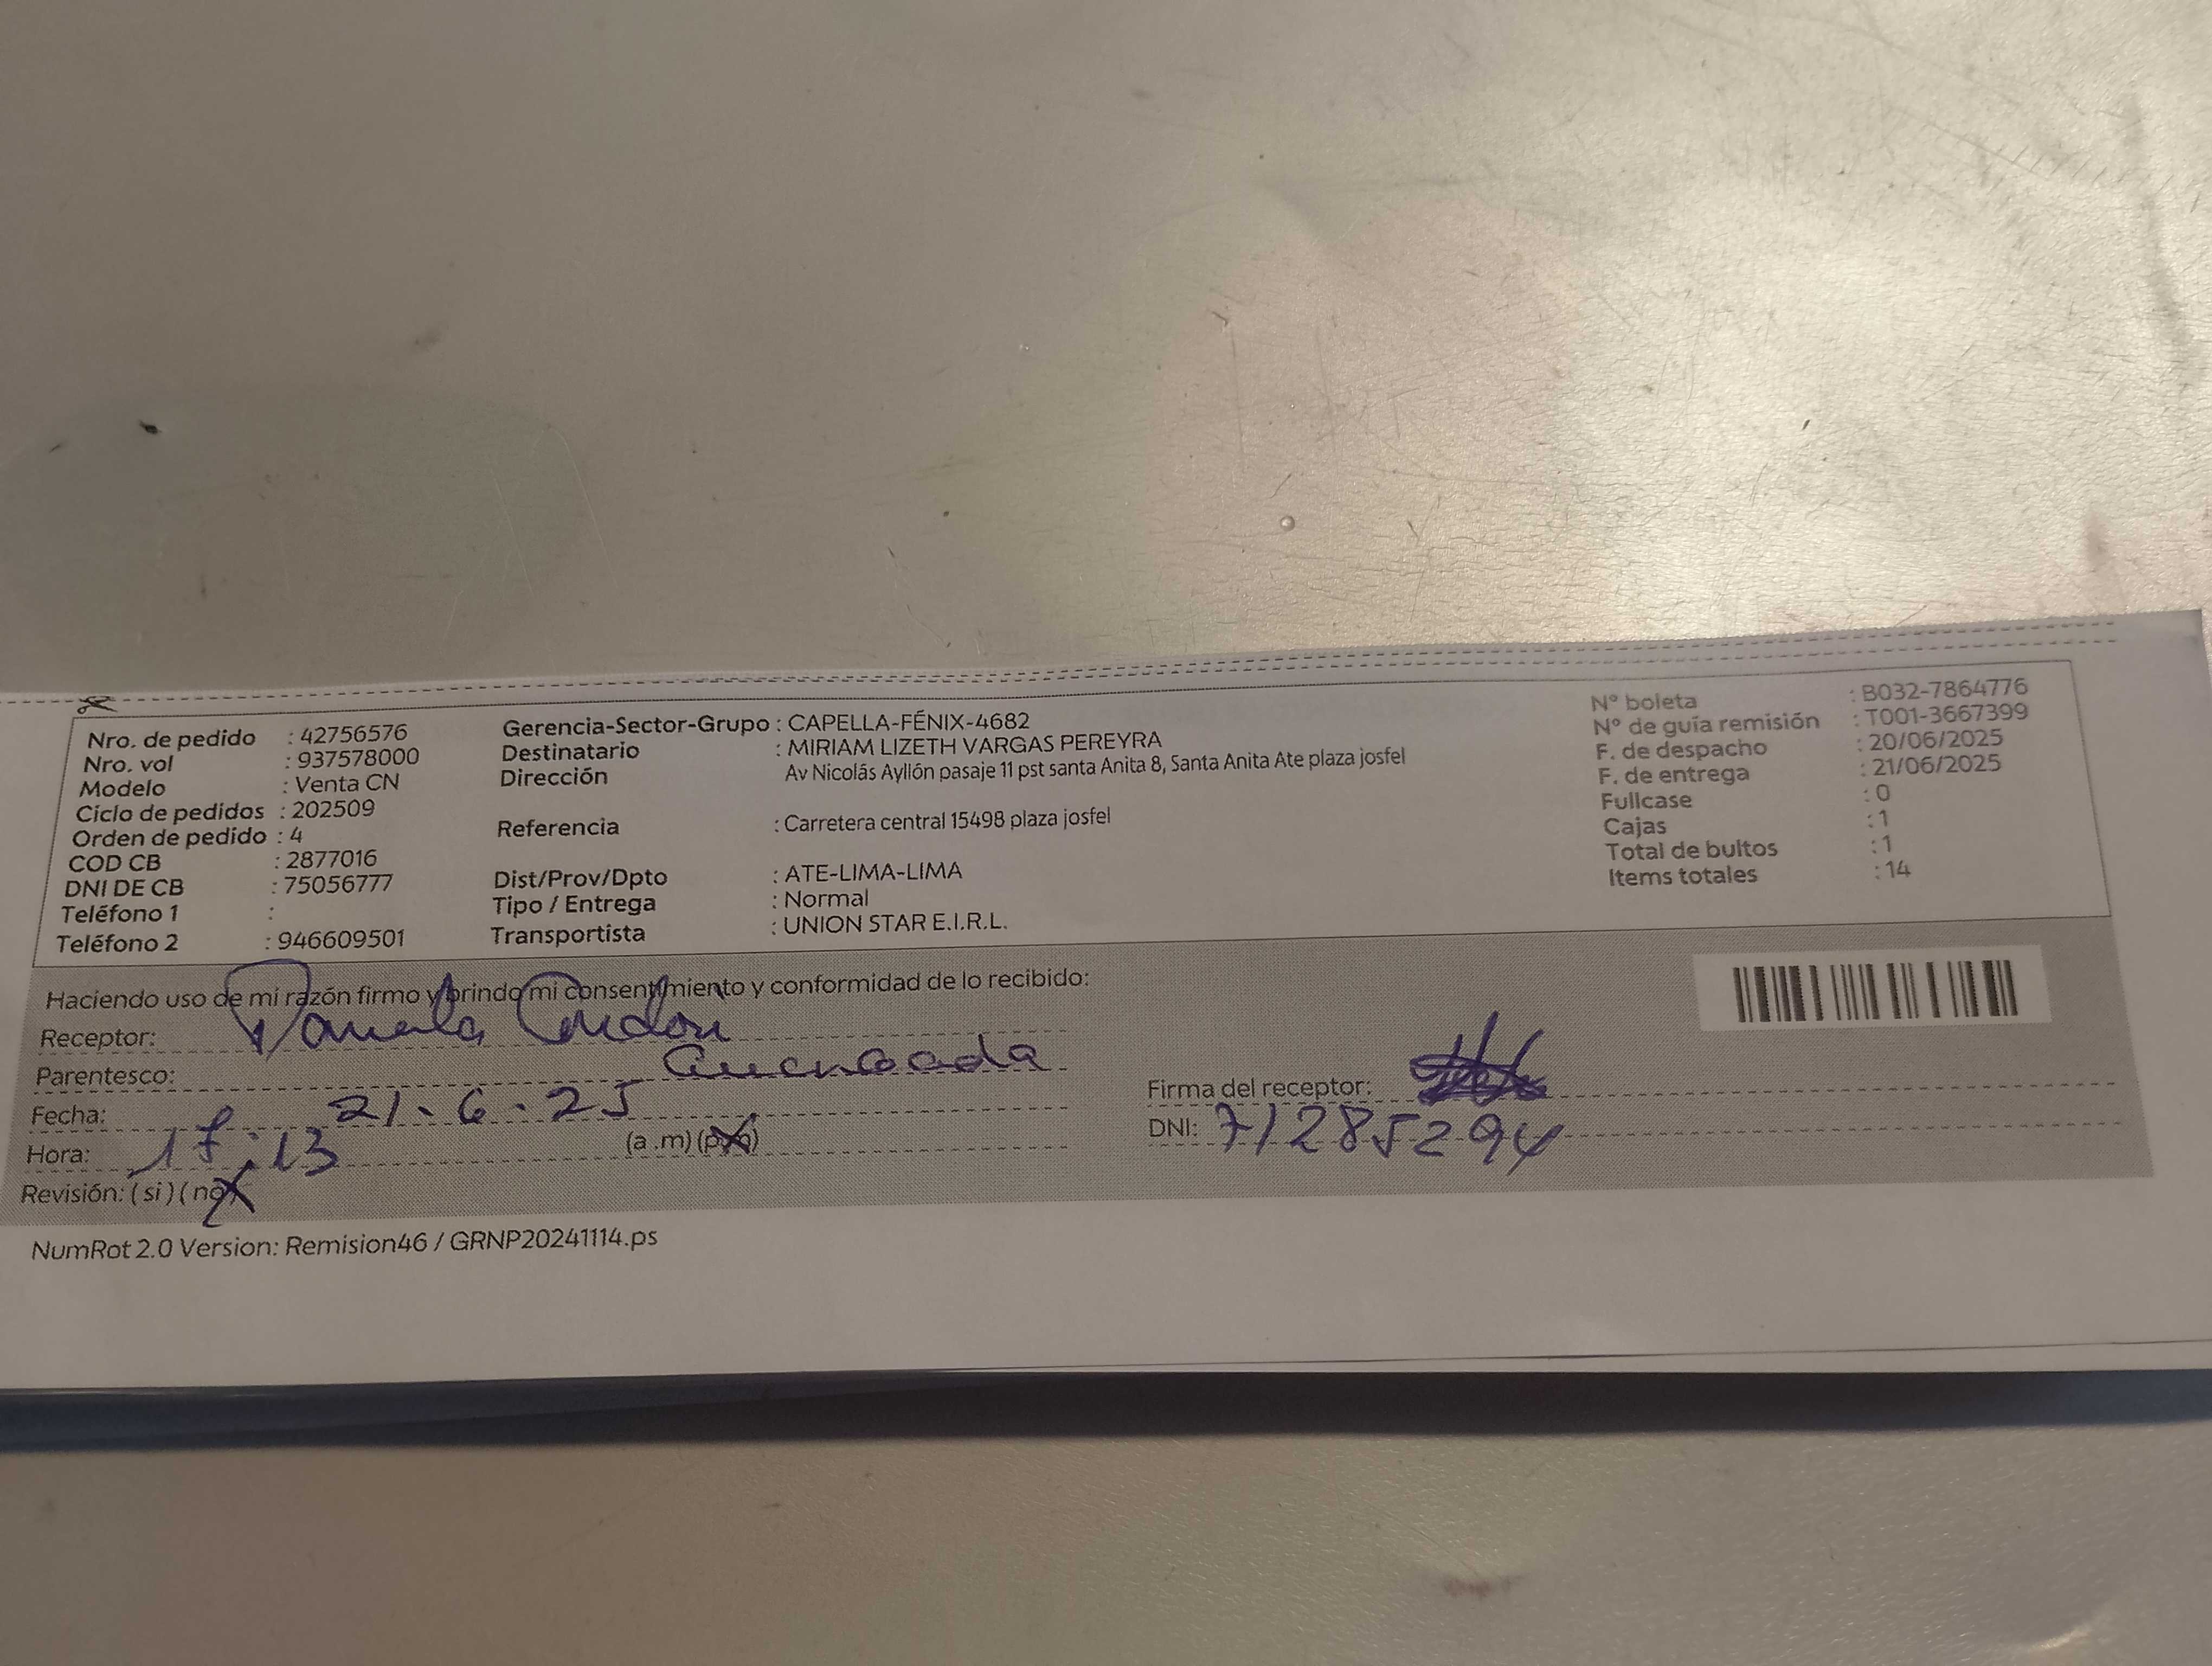 Nro. de pedido : 42756576
Nro. vol : 937578000
Modelo : Venta CN
Ciclo de pedidos : 202509
Orden de pedido : 4
COD CB : 2877016
DNI DE CB : 75056777
Teléfono 1 :
Teléfono 2 : 946609501
Gerencia-Sector-Grupo : CAPELLA-FÉNIX-4682
Destinatario : MIRIAM LIZETH VARGAS PEREYRA
Dirección Av Nicolás Ayllón pasaje 11 pst santa Anita 8, Santa Anita Ate plaza josfel
Referencia : Carretera central 15498 plaza josfel
Dist/Prov/Dpto : ATE-LIMA-LIMA
Tipo / Entrega : Normal
Transportista : UNION STAR E.I.R.L.
N° boleta : B032-7864776
N° de guía remisión : T001-3667399
F. de despacho : 20/06/2025
F. de entrega : 21/06/2025
Fullcase : 0
Cajas : 1
Total de bultos : 1
Items totales : 14
Haciendo uso de mi razón firmo y brindo mi consentimiento y conformidad de lo recibido:
Receptor: Daniela
Parentesco:
Fecha: 21.6.25
Hora: 17:13 (a .m) (p.m)
Revisión: ( si ) ( no )
Firma del receptor:
DNI: 71285294
NumRot 2.0 Version: Remision46 / GRNP20241114.ps